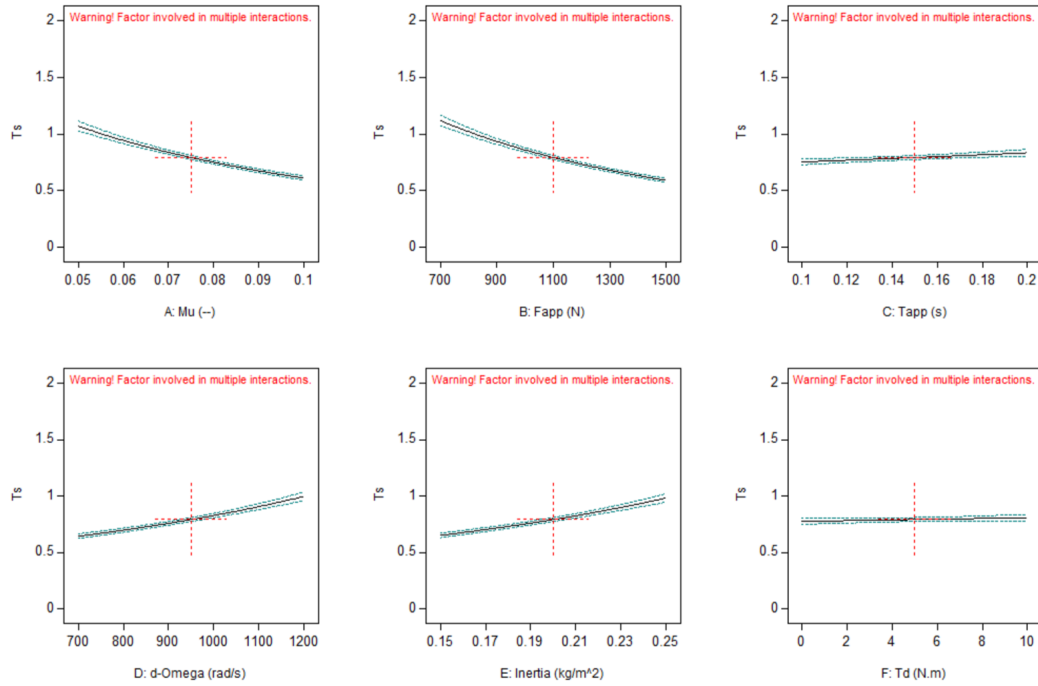 Warning! Factor involved in multiple interactions.
2
1.5
1
0.5
0
Ts
0.05 0.06 0.07 0.08 0.09 0.1
A: Mu (--)
Warning! Factor involved in multiple interactions.
2
1.5
1
0.5
0
Ts
700 900 1100 1300 1500
B: Fapp (N)
Warning! Factor involved in multiple interactions.
2
1.5
1
0.5
0
Ts
0.1 0.12 0.14 0.16 0.18 0.2
C: Tapp (s)
Warning! Factor involved in multiple interactions.
2
1.5
1
0.5
0
Ts
700 800 900 1000 1100 1200
D: d-Omega (rad/s)
Warning! Factor involved in multiple interactions.
2
1.5
1
0.5
0
Ts
0.15 0.17 0.19 0.21 0.23 0.25
E: Inertia (kg/m^2)
Warning! Factor involved in multiple interactions.
2
1.5
1
0.5
0
Ts
0 2 4 6 8 10
F: Td (N.m)